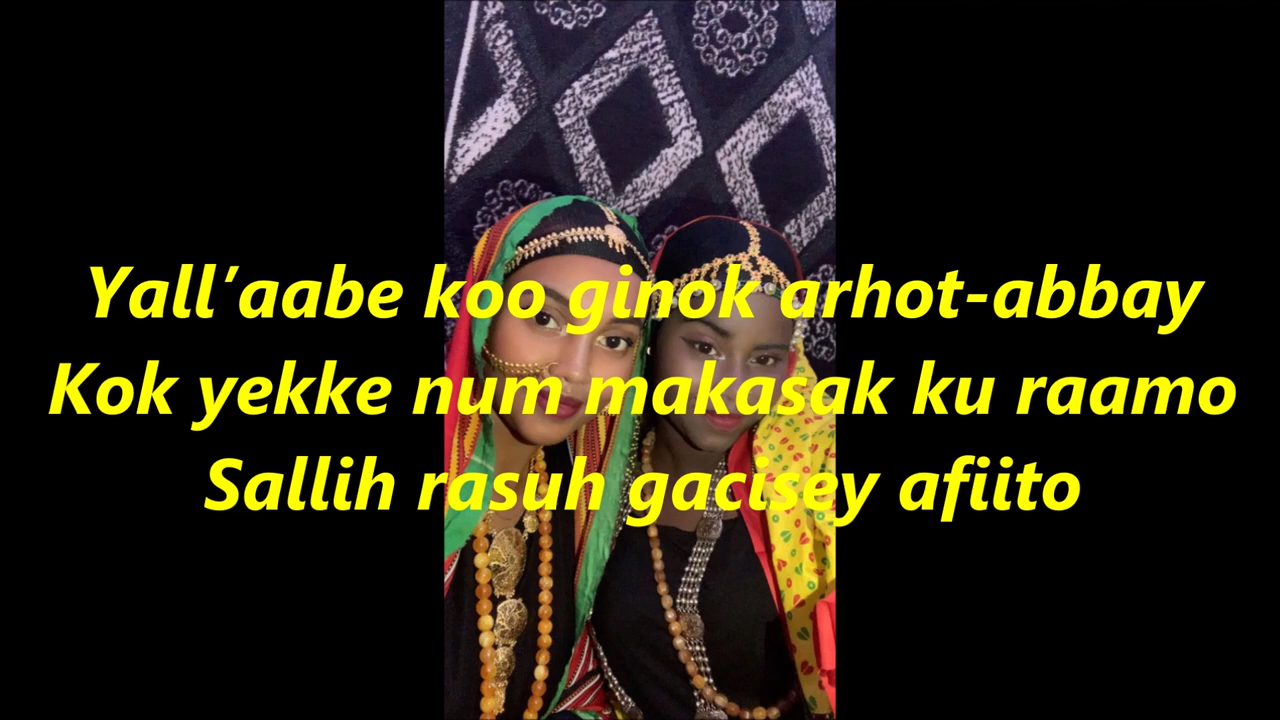 Yall’aabe koo ginok arhot-abbay
Kok yekke num makasak ku raamo
Sallih rasuh gacisey afiito